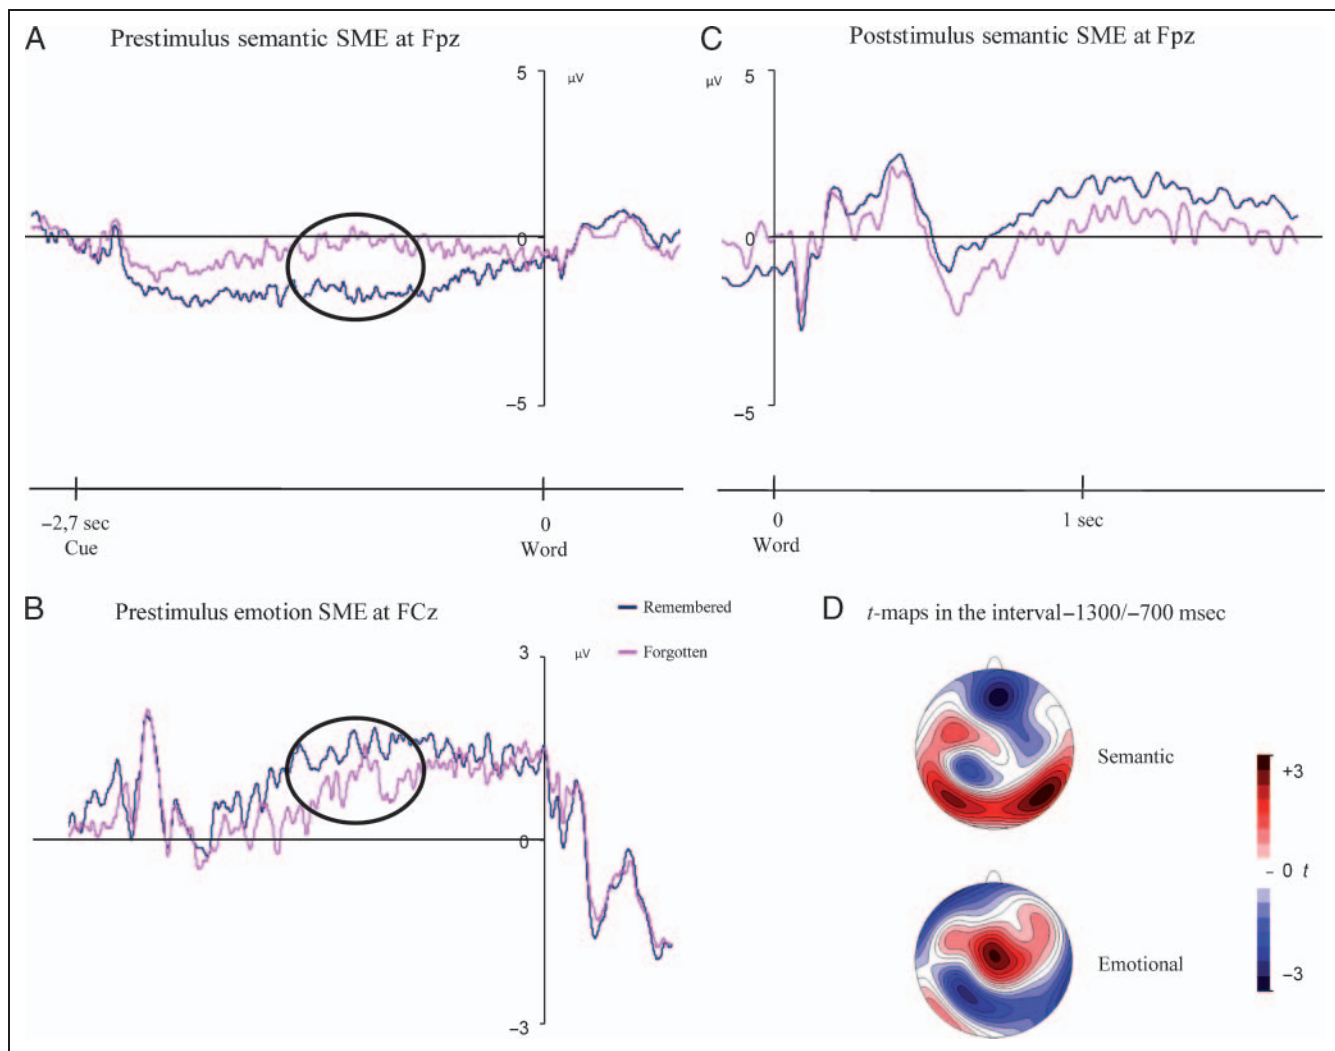 A
Prestimulus semantic SME at Fpz
5
μV
0
−5
−2,7 sec
Cue
0
Word
C
Poststimulus semantic SME at Fpz
μV
5
0
−5
0
Word
1 sec
B
Prestimulus emotion SME at FCz
3
μV
0
−3
Remembered
Forgotten
D
t-maps in the interval−1300/−700 msec
Semantic
Emotional
+3
- 0 t
−3